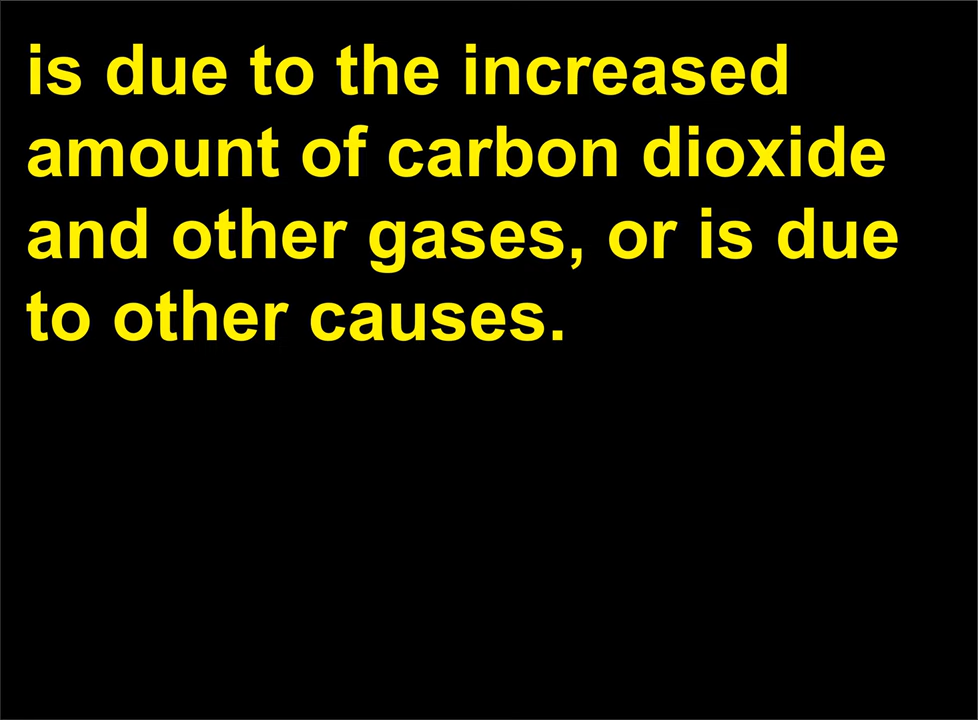 is due to the increased
amount of carbon dioxide
and other gases, or is due
to other causes.